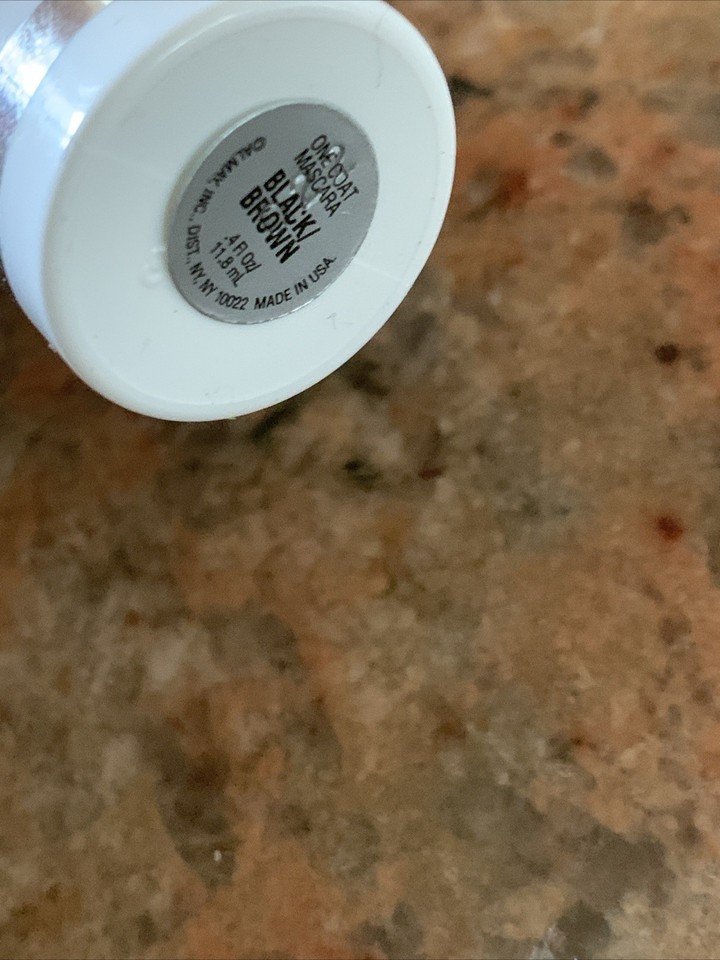 ONE COAT
MASCARA
BLACK/
BROWN
.4 Fl Oz/
11.8 mL
©ALMAY, INC., DIST., NY, NY 10022 MADE IN USA.